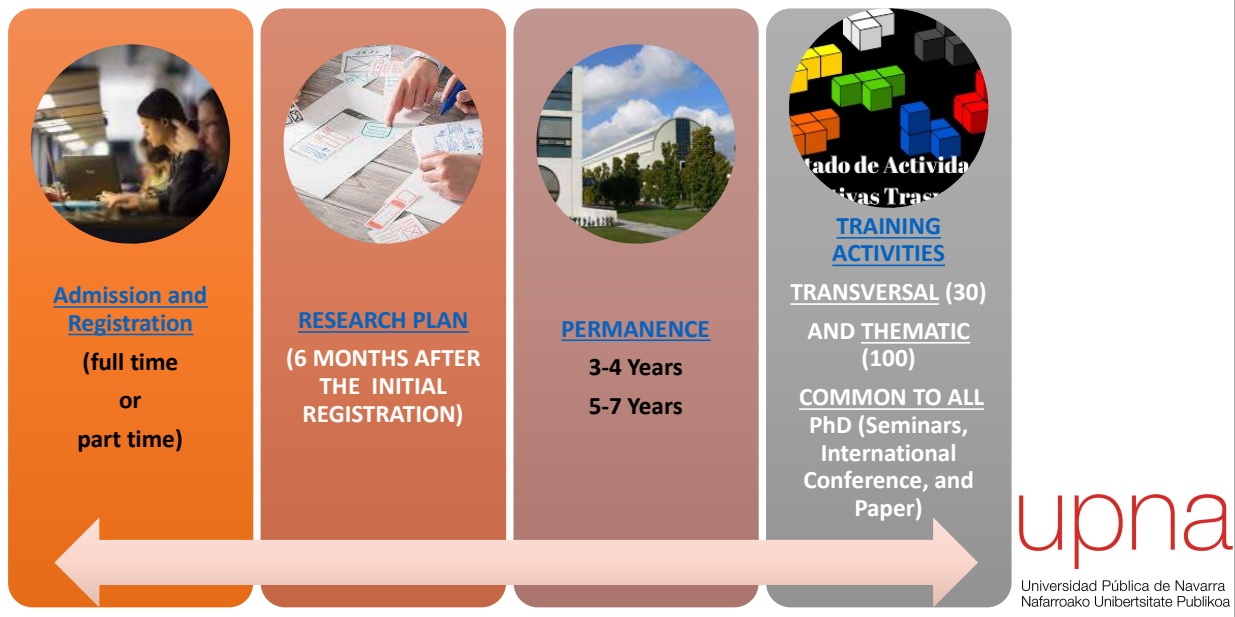 Admission and
Registration
(full time
or
part time)
RESEARCH PLAN
(6 MONTHS AFTER
THE INITIAL
REGISTRATION)
PERMANENCE
3-4 Years
5-7 Years
TRAINING
ACTIVITIES
TRANSVERSAL (30)
AND THEMATIC
(100)
COMMON TO ALL
PhD (Seminars,
International
Conference, and
Paper)
upna
Universidad Pública de Navarra
Nafarroako Unibertsitate Publikoa